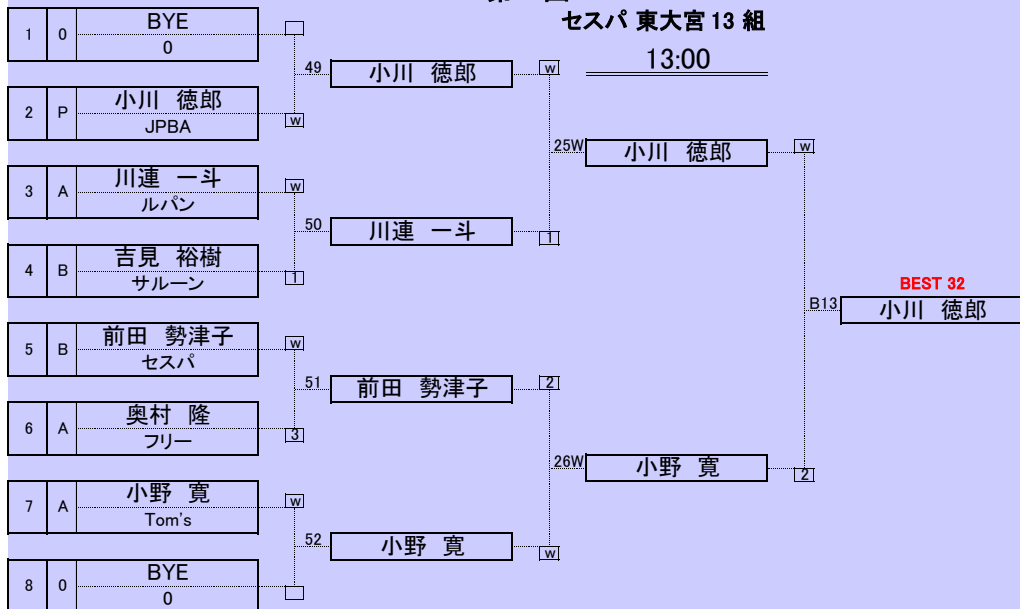 セスパ 東大宮 13 組
13:00
1 0 BYE
0
2 P 小川 徳郎 w
JPBA
49 小川 徳郎 w
3 A 川連 一斗 w
ルパン
4 B 吉見 裕樹 1
サルーン
50 川連 一斗 1
25W 小川 徳郎 w
5 B 前田 勢津子 w
セスパ
6 A 奥村 隆 3
フリー
51 前田 勢津子 2
7 A 小野 寛 w
Tom's
8 0 BYE
0
52 小野 寛 w
26W 小野 寛 2
BEST 32
B13 小川 徳郎